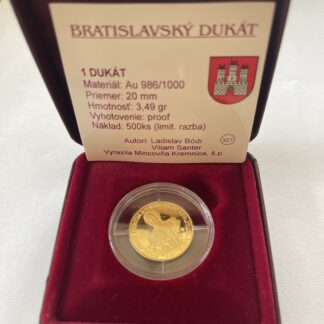 BRATISLAVSKÝ DUKÁT
1 DUKÁT
Materiál: Au 986/1000
Priemer: 20 mm
Hmotnosť: 3,49 gr
Vyhotovenie: proof
Náklad: 500ks (limit. razba)
Autori: Ladislav Bódi
Viliam Santer
Vyrazila Mincovňa Kremnica, š.p.